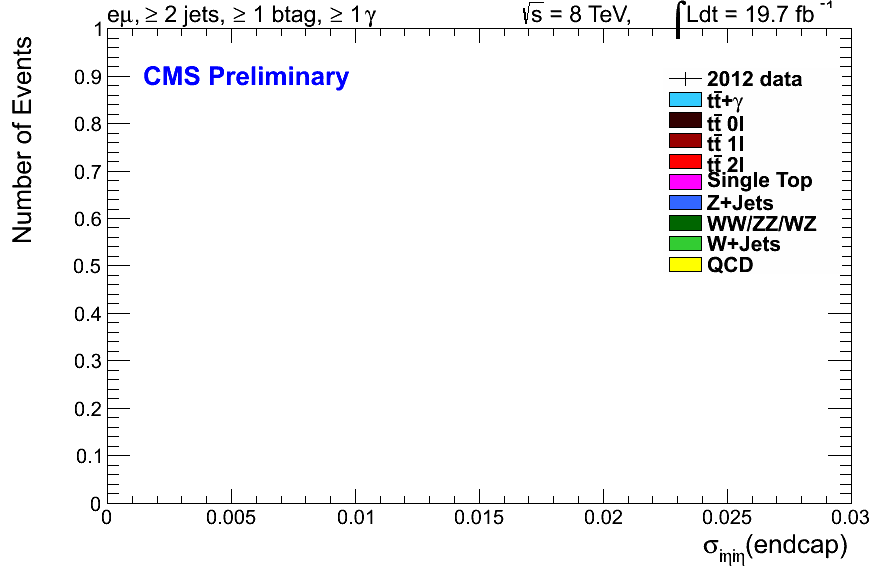 eμ, ≥ 2 jets, ≥ 1 btag, ≥ 1 γ √s = 8 TeV, ∫Ldt = 19.7 fb⁻¹
CMS Preliminary
Number of Events
2012 data
tt̄+γ
tt̄ 0l
tt̄ 1l
tt̄ 2l
Single Top
Z+Jets
WW/ZZ/WZ
W+Jets
QCD
0.9
0.8
0.7
0.6
0.5
0.4
0.3
0.2
0.1
0
1
0 0.005 0.01 0.015 0.02 0.025 0.03
σiηiη(endcap)